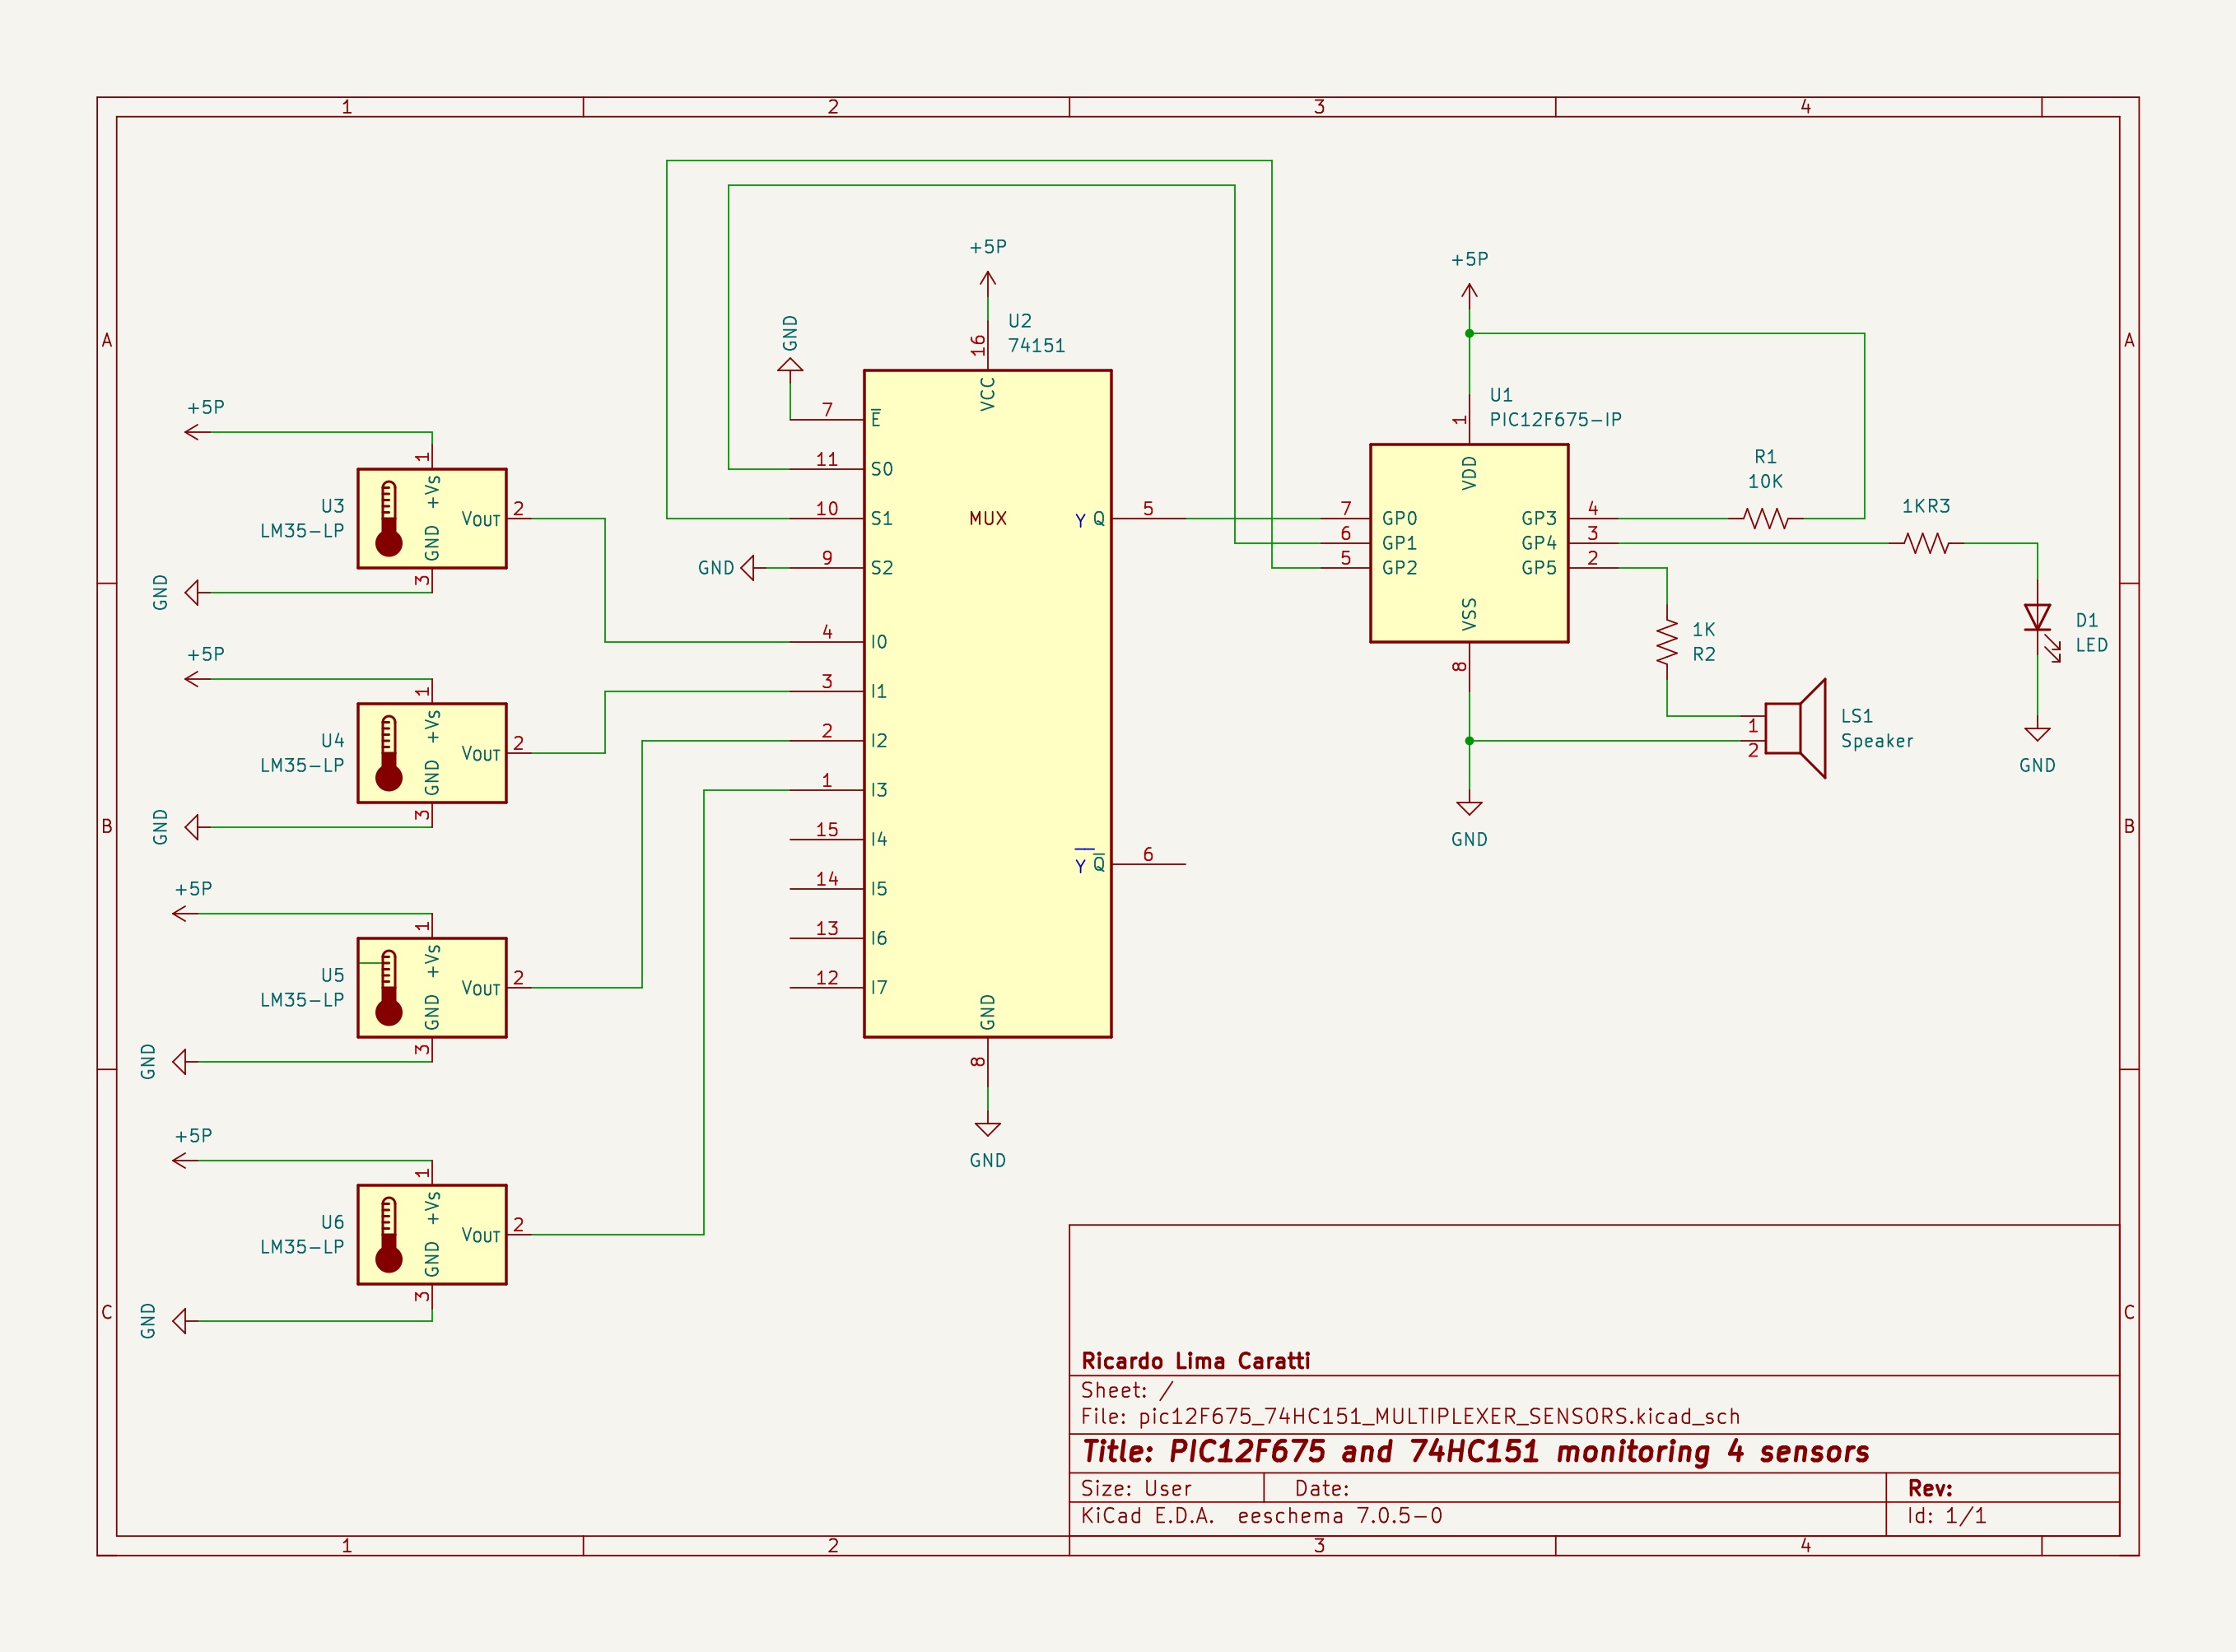 1 2 3 4
A
B
C
A
B
C
+5P
1
U3
LM35-LP
+Vs
GND
VOUT
2
3
GND
+5P
1
U4
LM35-LP
+Vs
GND
VOUT
2
3
GND
+5P
1
U5
LM35-LP
+Vs
GND
VOUT
2
3
GND
+5P
1
U6
LM35-LP
+Vs
GND
VOUT
2
3
GND
+5P
U2
74151
16
VCC
GND
7 E̅
11 S0
10 S1
GND 9 S2
4 I0
3 I1
2 I2
1 I3
15 I4
14 I5
13 I6
12 I7
MUX
Y Q 5
Y̅ Q̅ 6
GND
8
GND
+5P
U1
PIC12F675-IP
1
VDD
7 GP0
6 GP1
5 GP2
GP3 4
GP4 3
GP5 2
VSS
8
GND
R1
10K
1KR3
1K
R2
1
2
LS1
Speaker
D1
LED
GND
Ricardo Lima Caratti
Sheet: /
File: pic12F675_74HC151_MULTIPLEXER_SENSORS.kicad_sch
Title: PIC12F675 and 74HC151 monitoring 4 sensors
Size: User Date: Rev:
KiCad E.D.A. eeschema 7.0.5-0 Id: 1/1
1 2 3 4